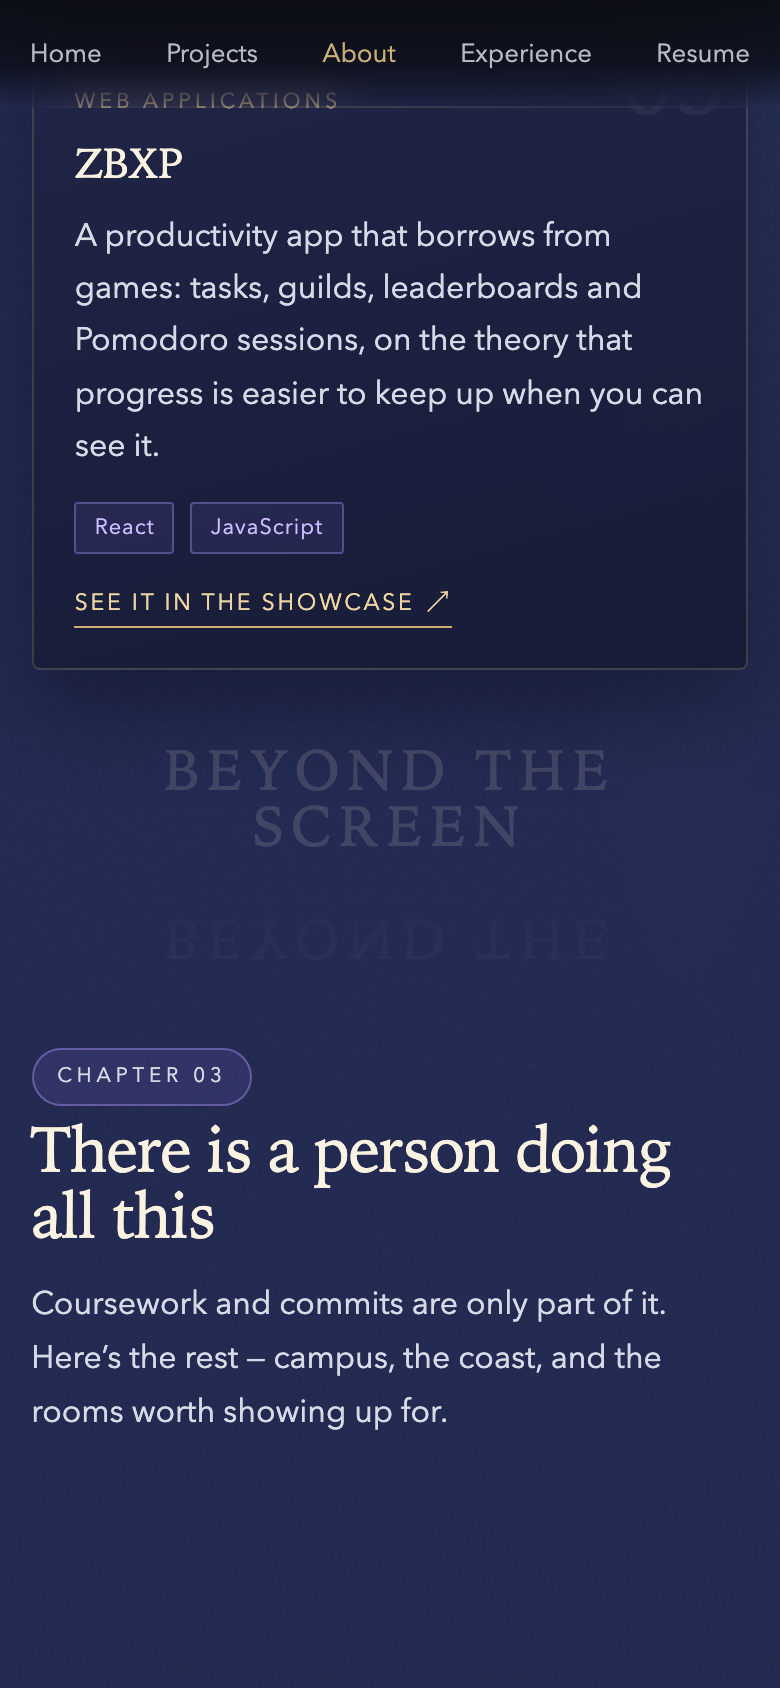 Home Projects About Experience Resume
WEB APPLICATIONS
ZBXP
A productivity app that borrows from
games: tasks, guilds, leaderboards and
Pomodoro sessions, on the theory that
progress is easier to keep up when you can
see it.
React JavaScript
SEE IT IN THE SHOWCASE ↗
BEYOND THE
SCREEN
BEYOND THE
CHAPTER 03
There is a person doing
all this
Coursework and commits are only part of it.
Here’s the rest – campus, the coast, and the
rooms worth showing up for.